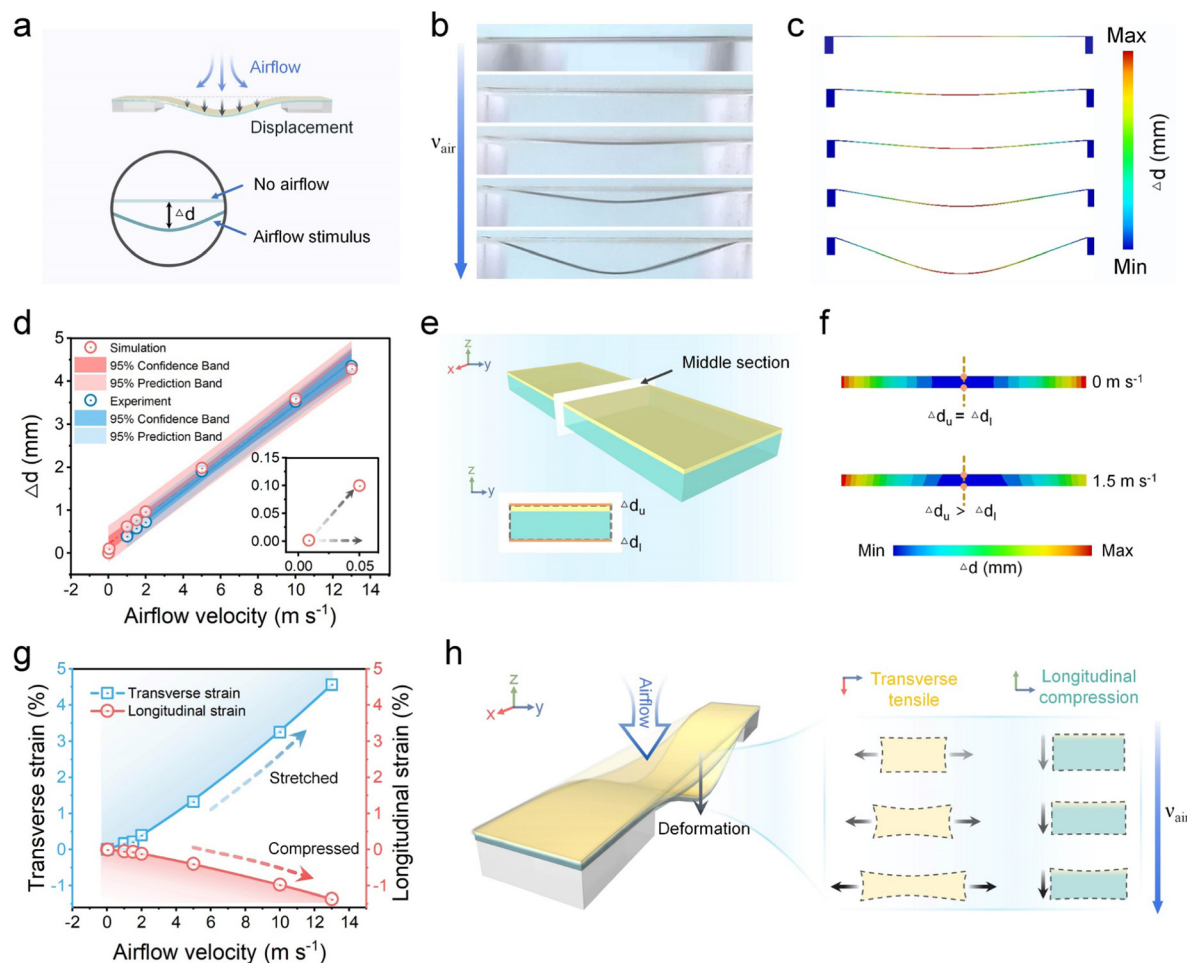 a
Airflow
Displacement
No airflow
△d
Airflow stimulus
b
v air
c
Max
△d (mm)
Min
d
5
4
3
2
1
0
-2 0 2 4 6 8 10 12 14
△d (mm)
Airflow velocity (m s⁻¹)
Simulation
95% Confidence Band
95% Prediction Band
Experiment
95% Confidence Band
95% Prediction Band
0.15
0.10
0.05
0.00
0.00 0.05
e
z
x y
Middle section
z
y
△du
△dl
f
0 m s⁻¹
△du = △dl
1.5 m s⁻¹
△du > △dl
Min Max
△d (mm)
g
5 5
4 4
3 3
2 2
1 1
0 0
-1 -1
-2 0 2 4 6 8 10 12 14
Transverse strain (%)
Longitudinal strain (%)
Airflow velocity (m s⁻¹)
Transverse strain
Longitudinal strain
Stretched
Compressed
h
z
x y
Airflow
Deformation
Transverse
tensile
Longitudinal
compression
v air